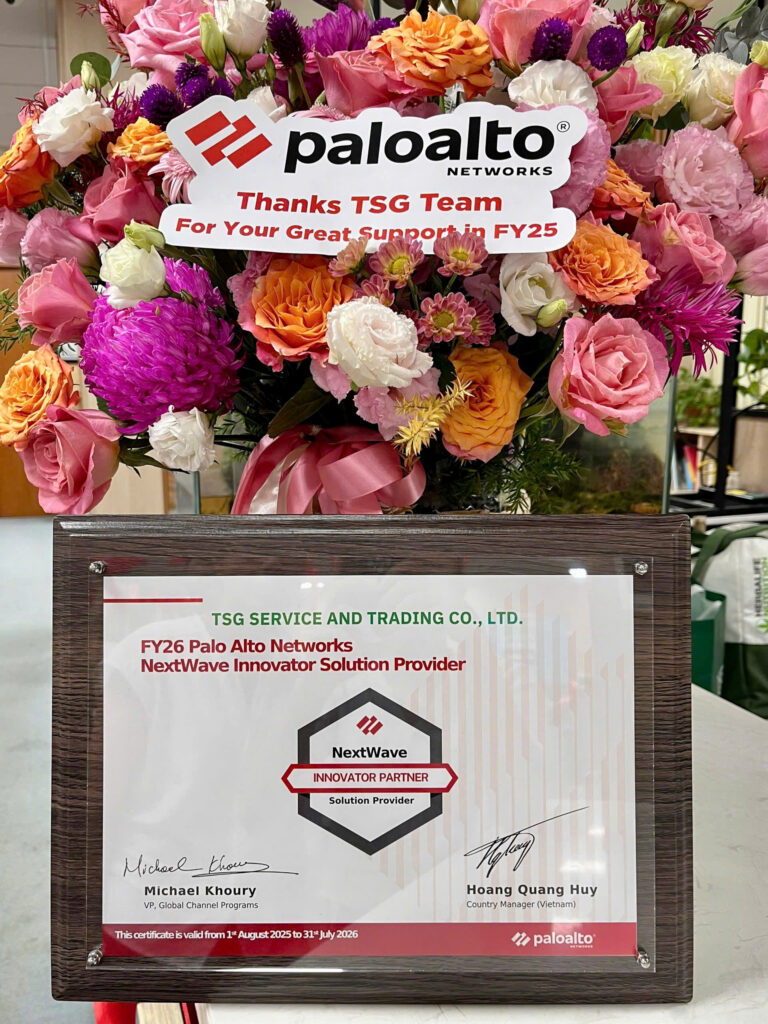 paloalto®
NETWORKS
Thanks TSG Team
For Your Great Support in FY25
TSG SERVICE AND TRADING CO., LTD.
FY26 Palo Alto Networks
NextWave Innovator Solution Provider
NextWave
INNOVATOR PARTNER
Solution Provider
Michael Khoury
Michael Khoury
VP, Global Channel Programs
Hoang Quang Huy
Country Manager (Vietnam)
This certificate is valid from 1st August 2025 to 31st July 2026
paloalto®
NETWORKS
HERBALIFE
NUTRITION